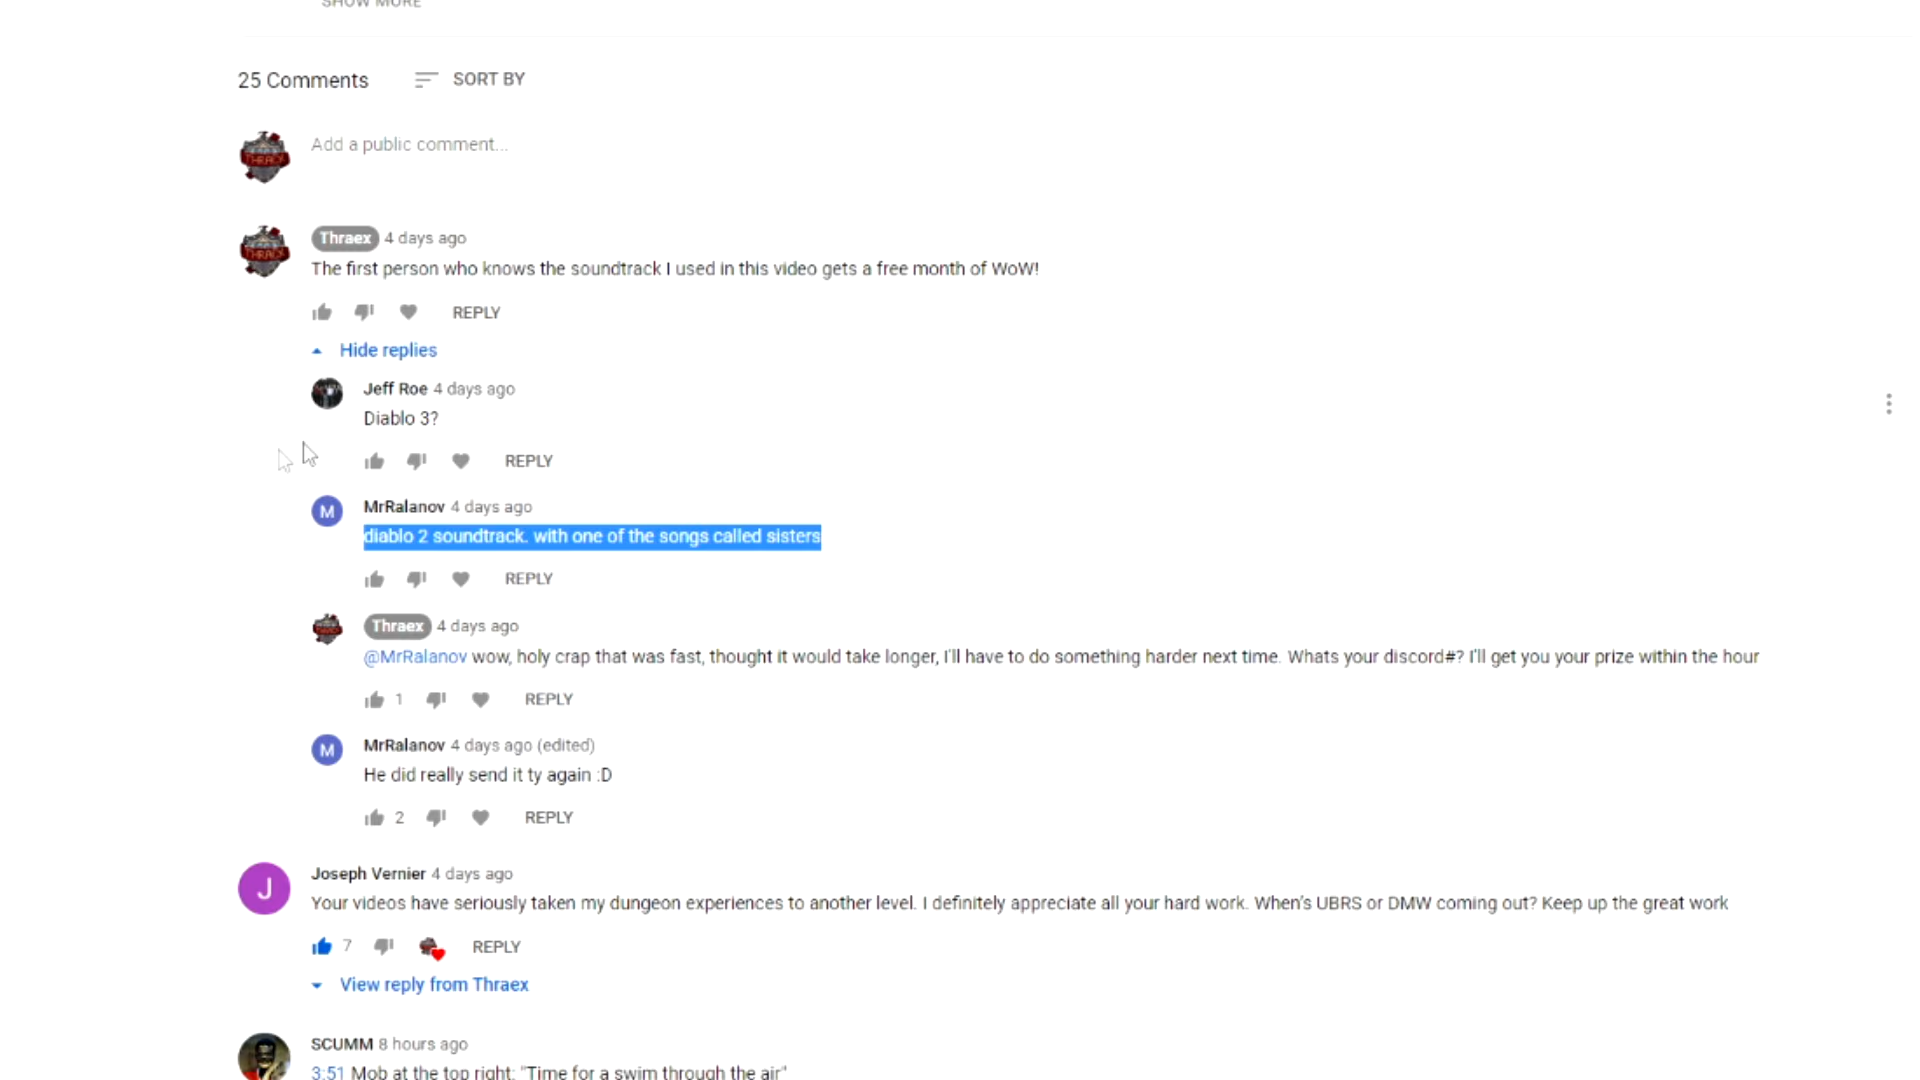 SHOW MORE
25 Comments SORT BY
Add a public comment...
Thraex 4 days ago
The first person who knows the soundtrack I used in this video gets a free month of WoW!
REPLY
Hide replies
Jeff Roe 4 days ago
Diablo 3?
REPLY
M MrRalanov 4 days ago
diablo 2 soundtrack. with one of the songs called sisters
REPLY
Thraex 4 days ago
@MrRalanov wow, holy crap that was fast, thought it would take longer, I'll have to do something harder next time. Whats your discord#? I'll get you your prize within the hour
1 REPLY
M MrRalanov 4 days ago (edited)
He did really send it ty again :D
2 REPLY
J Joseph Vernier 4 days ago
Your videos have seriously taken my dungeon experiences to another level. I definitely appreciate all your hard work. When's UBRS or DMW coming out? Keep up the great work
7 REPLY
View reply from Thraex
SCUMM 8 hours ago
3:51 Mob at the top right: "Time for a swim through the air"